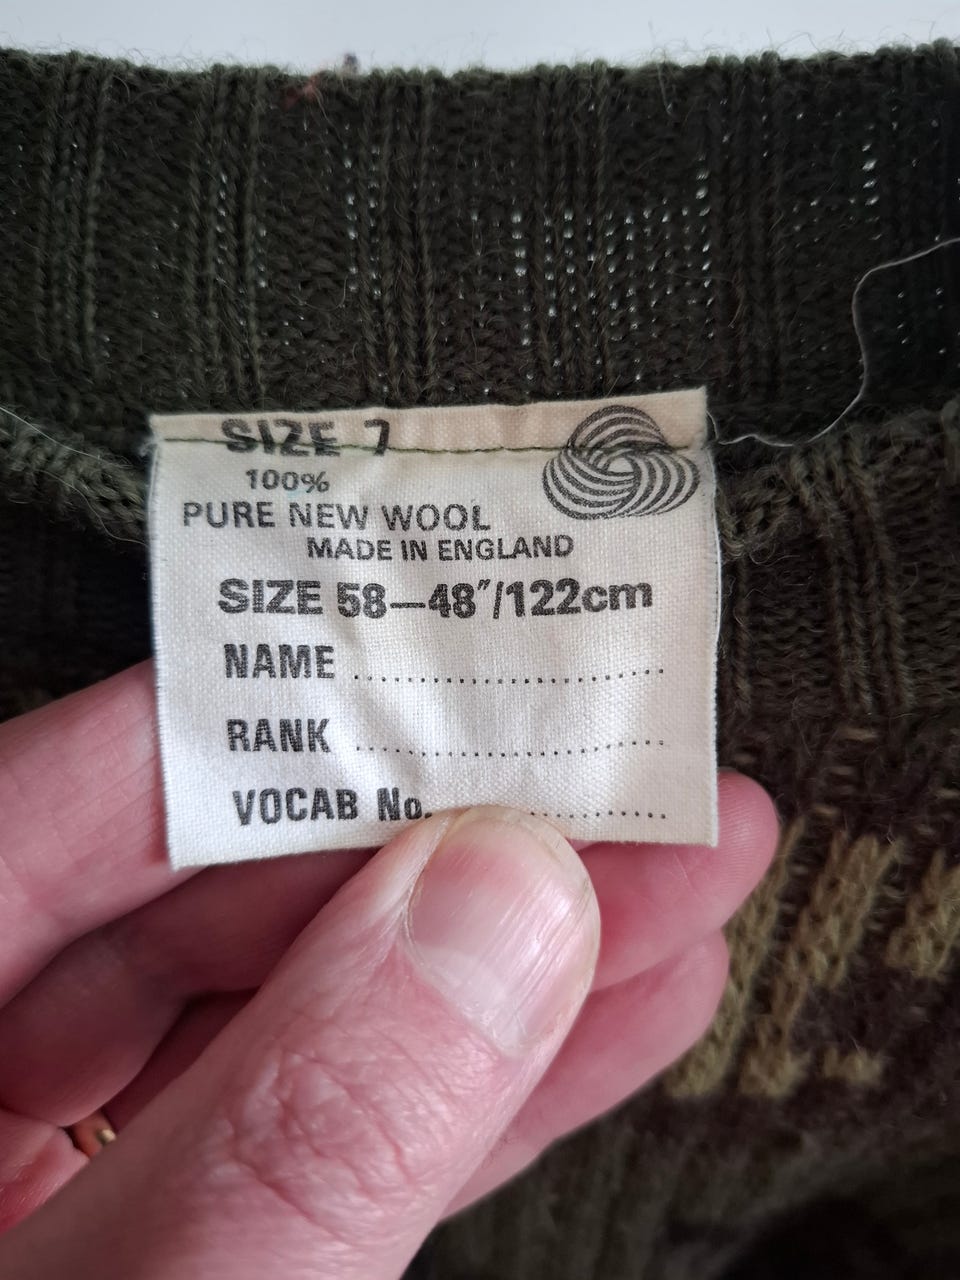 SIZE 7
100%
PURE NEW WOOL
MADE IN ENGLAND
SIZE 58—48"/122cm
NAME ........................
RANK ........................
VOCAB No. ............